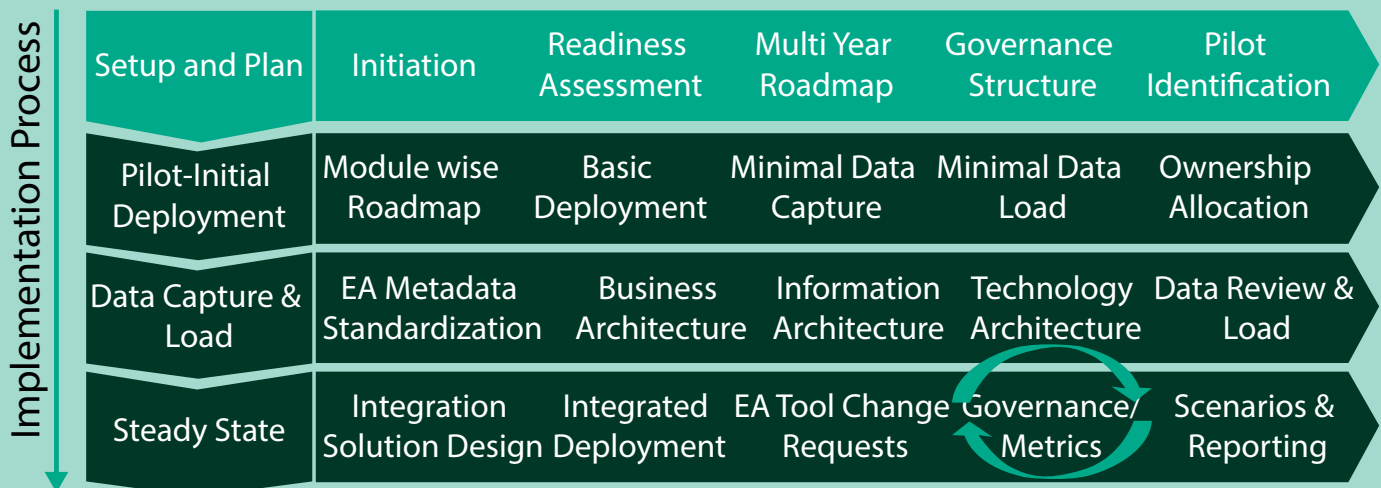 Implementation Process
Setup and Plan
Initiation
Readiness
Assessment
Multi Year
Roadmap
Governance
Structure
Pilot
Identification
Pilot-Initial
Deployment
Module wise
Roadmap
Basic
Deployment
Minimal Data
Capture
Minimal Data
Load
Ownership
Allocation
Data Capture &
Load
EA Metadata
Standardization
Business
Architecture
Information
Architecture
Technology
Architecture
Data Review &
Load
Steady State
Integration
Solution Design
Integrated
Deployment
EA Tool Change
Requests
Governance/
Metrics
Scenarios &
Reporting